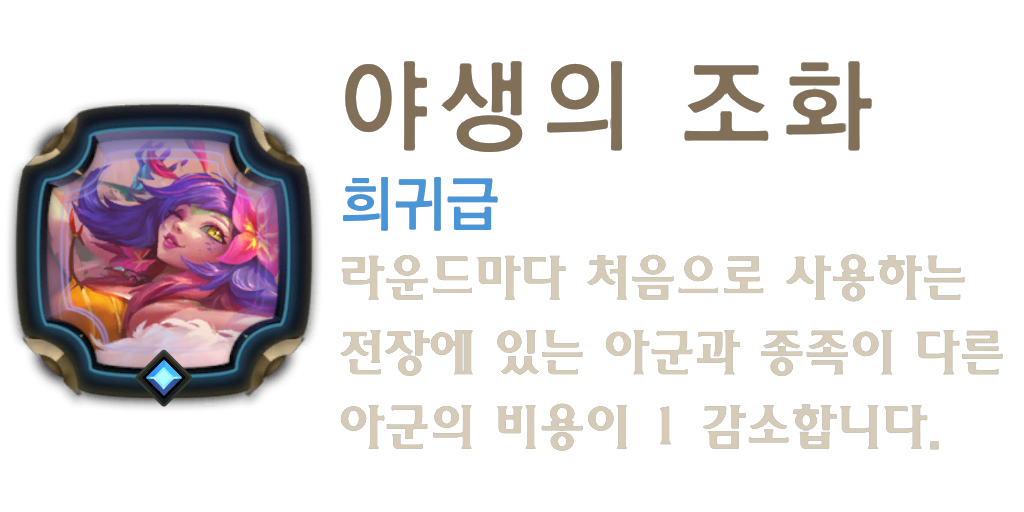 야생의 조화
희귀급
라운드마다 처음으로 사용하는
전장에 있는 아군과 종족이 다른
아군의 비용이 1 감소합니다.